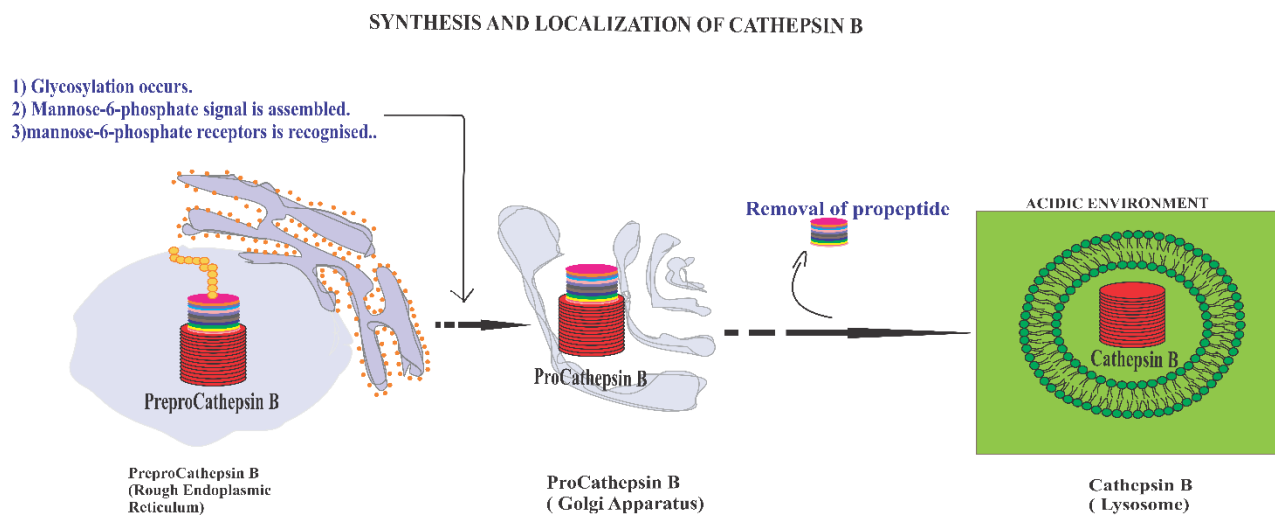 SYNTHESIS AND LOCALIZATION OF CATHEPSIN B
1) Glycosylation occurs.
2) Mannose-6-phosphate signal is assembled.
3)mannose-6-phosphate receptors is recognised..
Removal of propeptide
ACIDIC ENVIRONMENT
PreproCathepsin B
ProCathepsin B
Cathepsin B
PreproCathepsin B
(Rough Endoplasmic
Reticulum)
ProCathepsin B
( Golgi Apparatus)
Cathepsin B
( Lysosome)